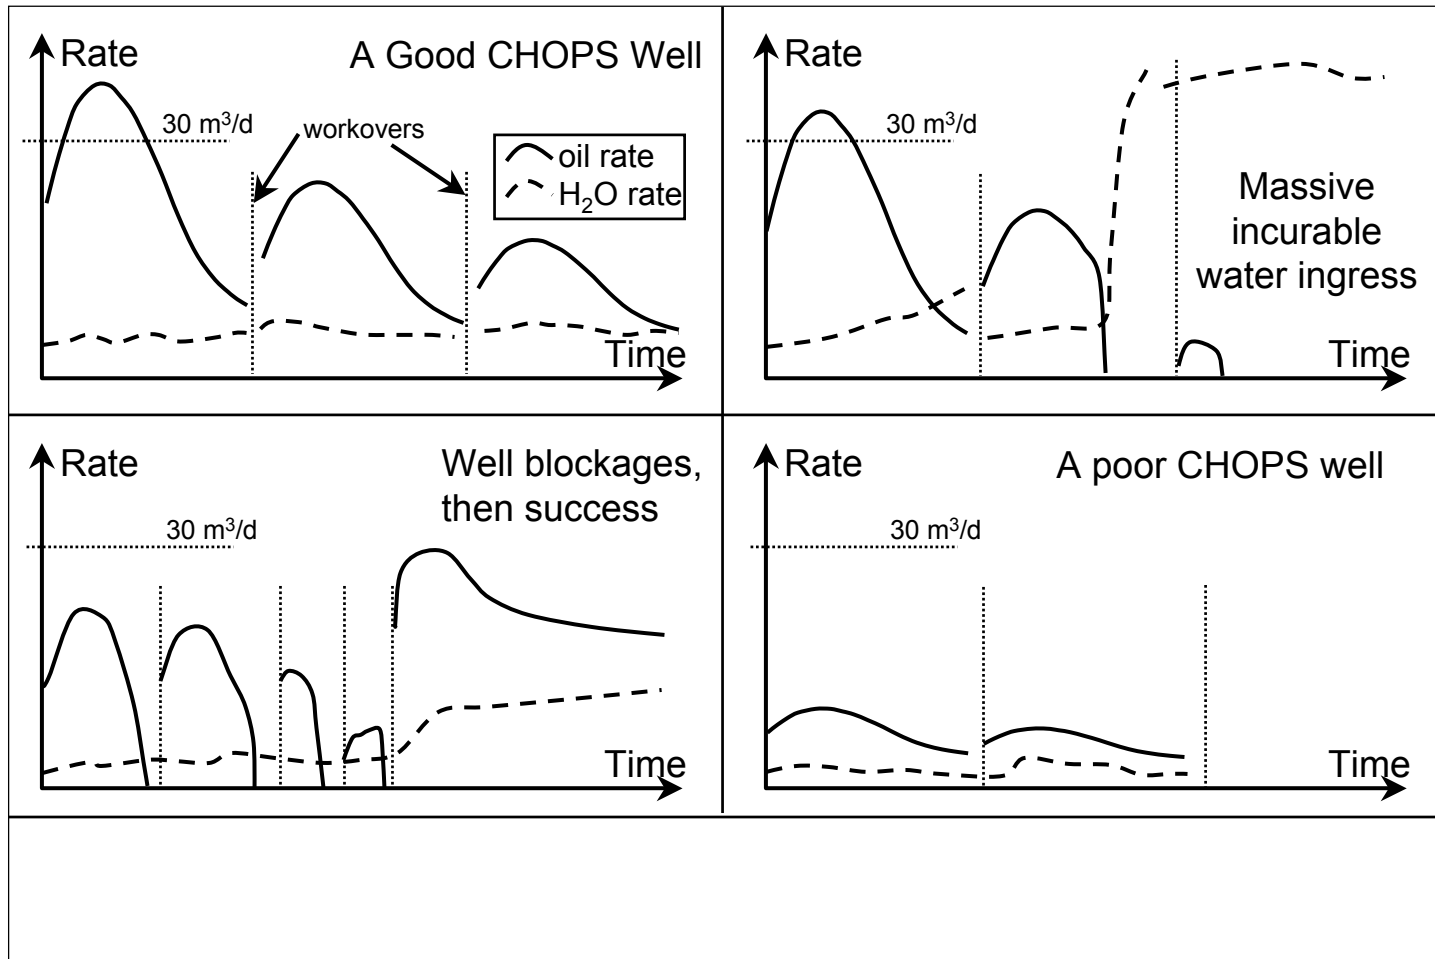 Rate
A Good CHOPS Well
30 m³/d
workovers
oil rate
H₂O rate
Time
Rate
30 m³/d
Massive
incurable
water ingress
Time
Rate
Well blockages,
then success
30 m³/d
Time
Rate
A poor CHOPS well
30 m³/d
Time